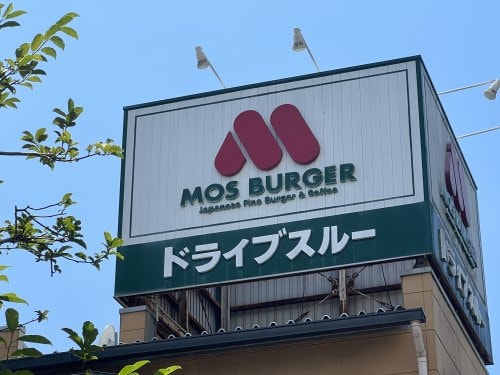 MOS BURGER
Japanese Fine Burger & Coffee
ドライブスルー